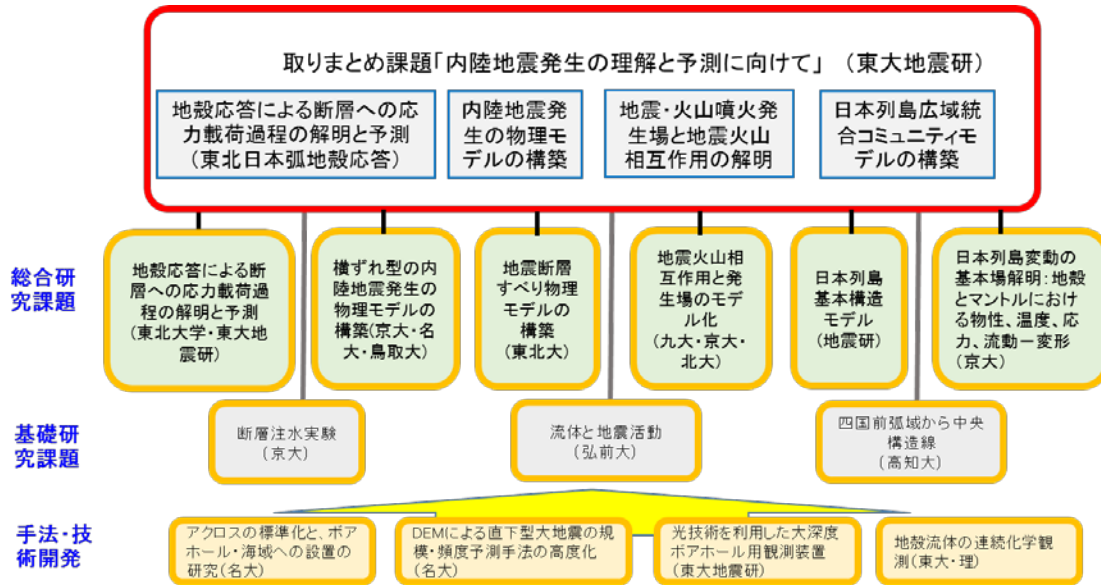 取りまとめ課題「内陸地震発生の理解と予測に向けて」 （東大地震研）
地殻応答による断層への応
力載荷過程の解明と予測
（東北日本弧地殻応答）
内陸地震発
生の物理モ
デルの構築
地震・火山噴火発
生場と地震火山
相互作用の解明
日本列島広域統
合コミュニティモ
デルの構築
総合研
究課題
地殻応答による断
層への応力載荷過
程の解明と予測
(東北大学・東大地
震研)
横ずれ型の内
陸地震発生の
物理モデルの
構築(京大・名
大・鳥取大)
地震断層
すべり物理
モデルの
構築
(東北大)
地震火山相
互作用と発
生場のモデ
ル化
(九大・京大・
北大)
日本列島
基本構造
モデル
(地震研)
日本列島変動の
基本場解明：地殻
とマントルにおけ
る物性、温度、応
力、流動－変形
(京大)
基礎研
究課題
断層注水実験
(京大)
流体と地震活動
(弘前大)
四国前弧域から中央
構造線
(高知大)
手法・技
術開発
アクロスの標準化と、ボア
ホール・海域への設置の
研究(名大)
DEMによる直下型大地震の規
模・頻度予測手法の高度化
(名大)
光技術を利用した大深度
ボアホール用観測装置
(東大地震研)
地殻流体の連続化学観
測(東大・理)